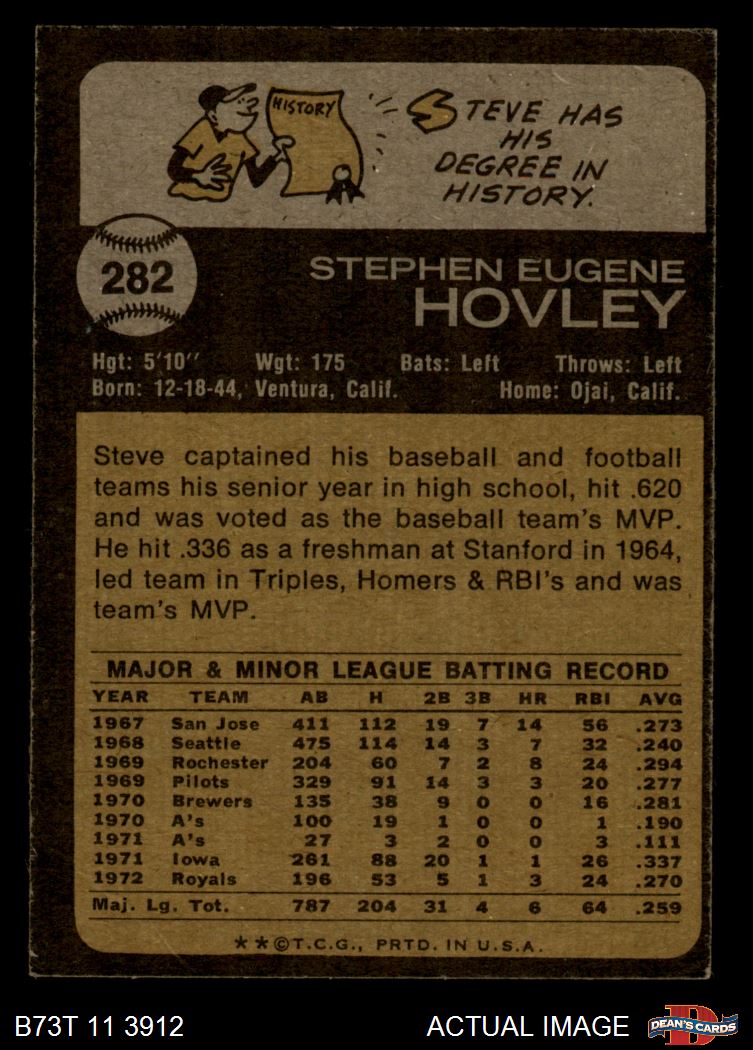 HISTORY
STEVE HAS
HIS
DEGREE IN
HISTORY.
282
STEPHEN EUGENE
HOVLEY
Hgt: 5'10" Wgt: 175 Bats: Left Throws: Left
Born: 12-18-44, Ventura, Calif. Home: Ojai, Calif.
Steve captained his baseball and football
teams his senior year in high school, hit .620
and was voted as the baseball team's MVP.
He hit .336 as a freshman at Stanford in 1964,
led team in Triples, Homers & RBI's and was
team's MVP.
MAJOR & MINOR LEAGUE BATTING RECORD
YEAR TEAM AB H 2B 3B HR RBI AVG
1967 San Jose 411 112 19 7 14 56 .273
1968 Seattle 475 114 14 3 7 32 .240
1969 Rochester 204 60 7 2 8 24 .294
1969 Pilots 329 91 14 3 3 20 .277
1970 Brewers 135 38 9 0 0 16 .281
1970 A's 100 19 1 0 0 1 .190
1971 A's 27 3 2 0 0 3 .111
1971 Iowa 261 88 20 1 1 26 .337
1972 Royals 196 53 5 1 3 24 .270
Maj. Lg. Tot. 787 204 31 4 6 64 .259
**©T.C.G., PRTD. IN U.S.A.
B73T 11 3912 ACTUAL IMAGE D DEAN'S CARDS